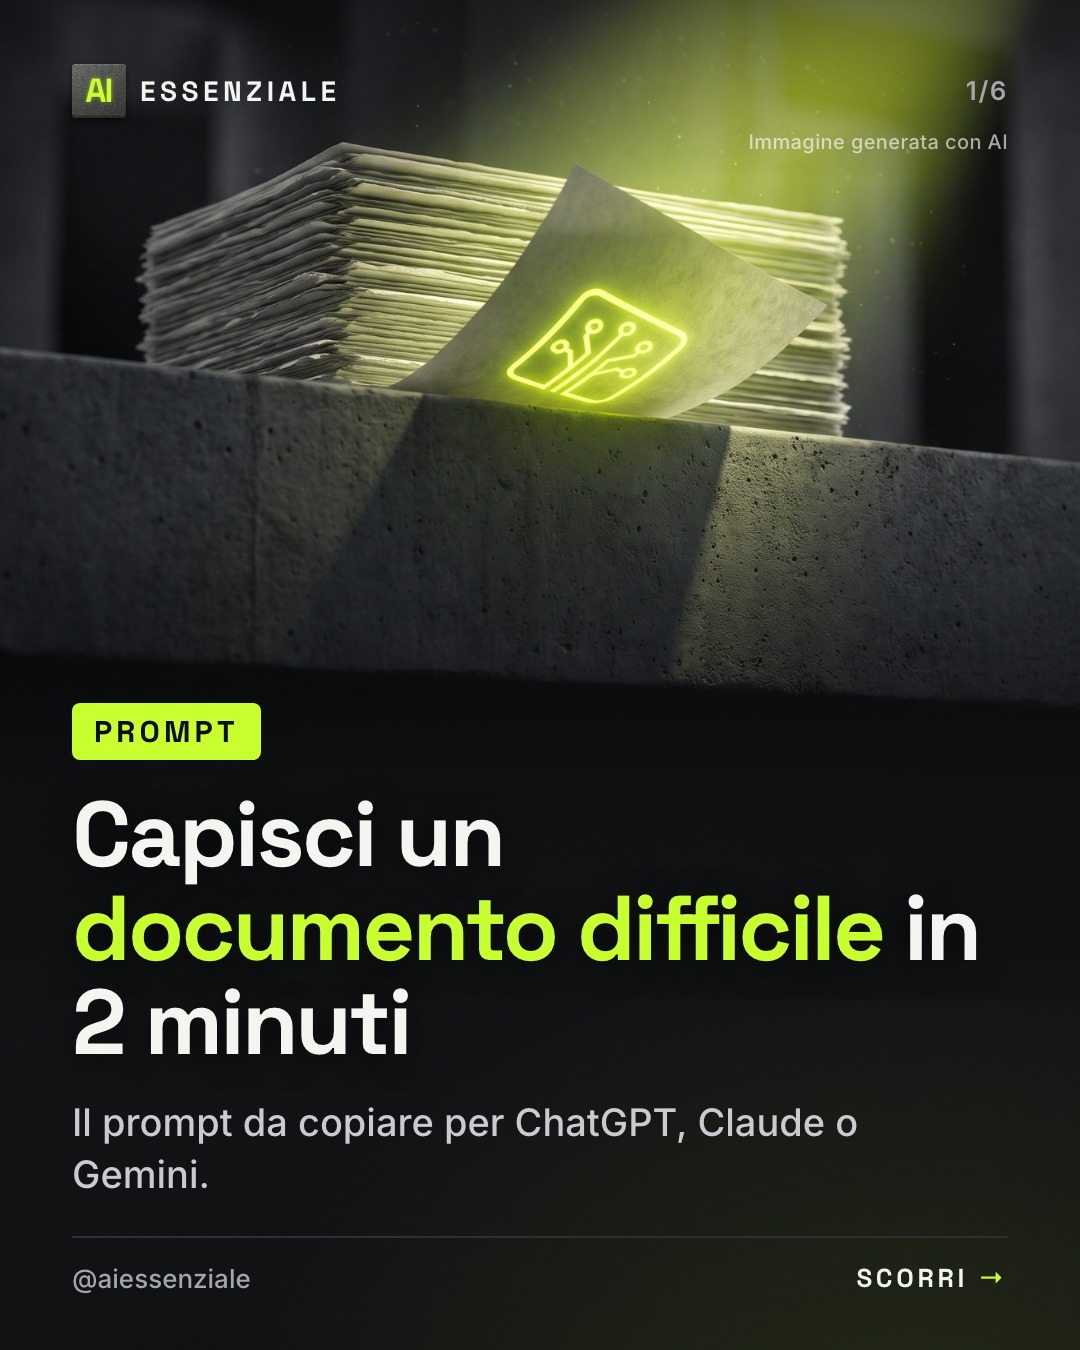 AI ESSENZIALE
1/6
Immagine generata con AI
PROMPT
Capisci un
documento difficile in
2 minuti
Il prompt da copiare per ChatGPT, Claude o
Gemini.
@aiessenziale
SCORRI →